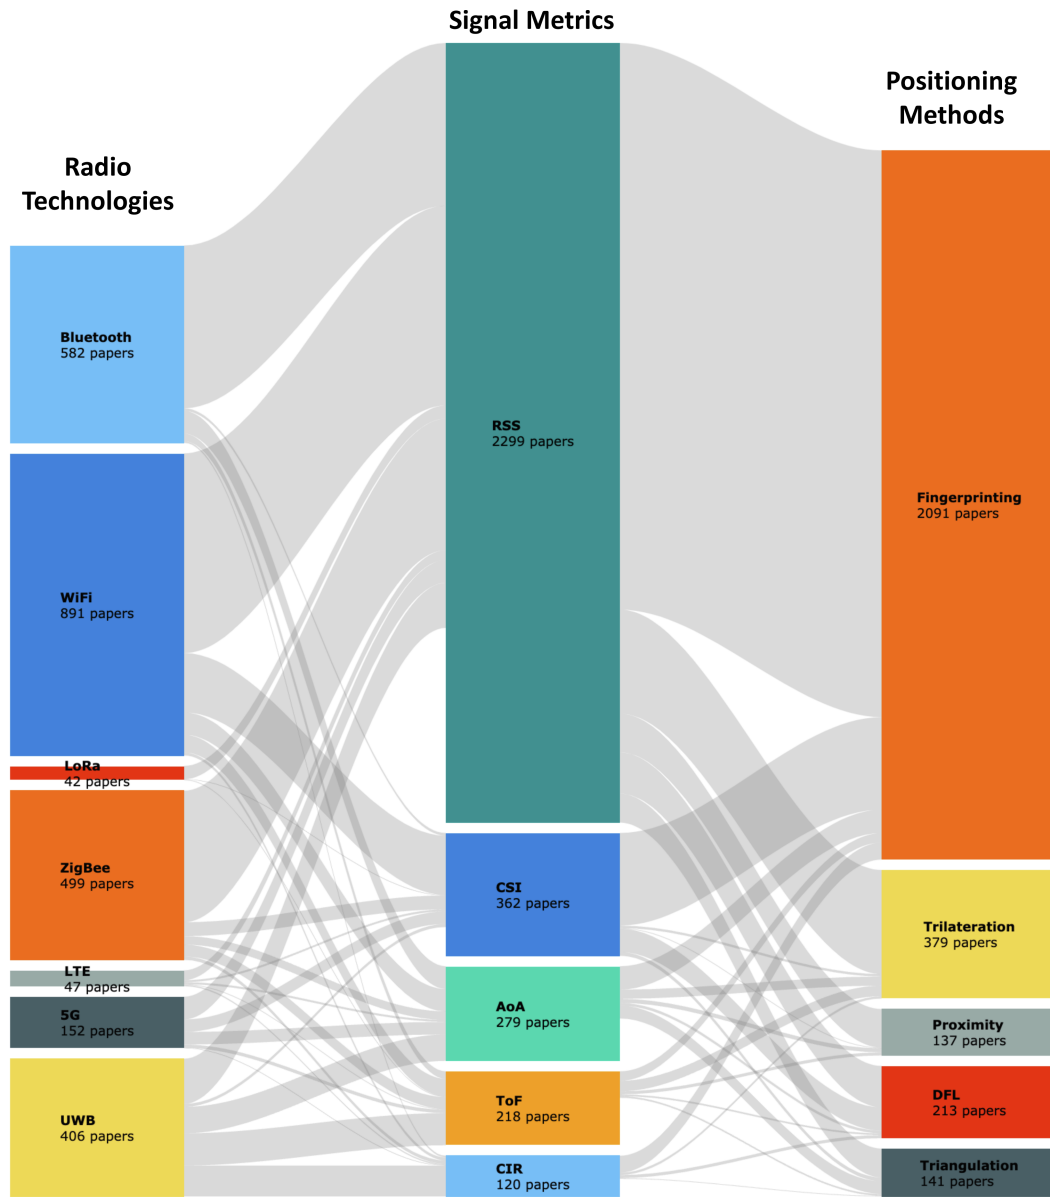 Signal Metrics
Positioning
Methods
Radio
Technologies
Bluetooth
582 papers
WiFi
891 papers
LoRa
42 papers
ZigBee
499 papers
LTE
47 papers
5G
152 papers
UWB
406 papers
RSS
2299 papers
CSI
362 papers
AoA
279 papers
ToF
218 papers
CIR
120 papers
Fingerprinting
2091 papers
Trilateration
379 papers
Proximity
137 papers
DFL
213 papers
Triangulation
141 papers